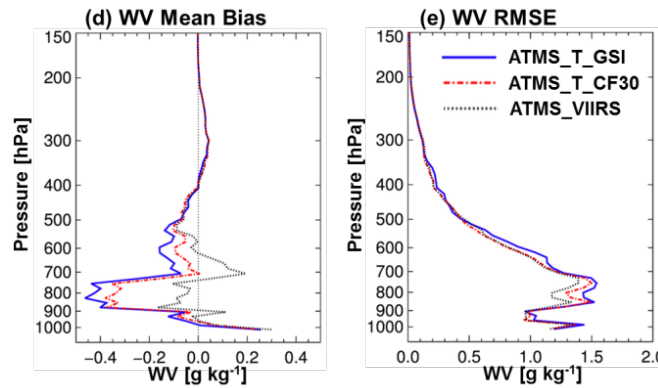 (d) WV Mean Bias
(e) WV RMSE
150
200
300
400
500
600
700
800
900
1000
Pressure [hPa]
−0.4 −0.2 0.0 0.2 0.4
WV [g kg⁻¹]
150
200
300
400
500
600
700
800
900
1000
Pressure [hPa]
ATMS_T_GSI
ATMS_T_CF30
ATMS_VIIRS
0.0 0.5 1.0 1.5 2.0
WV [g kg⁻¹]